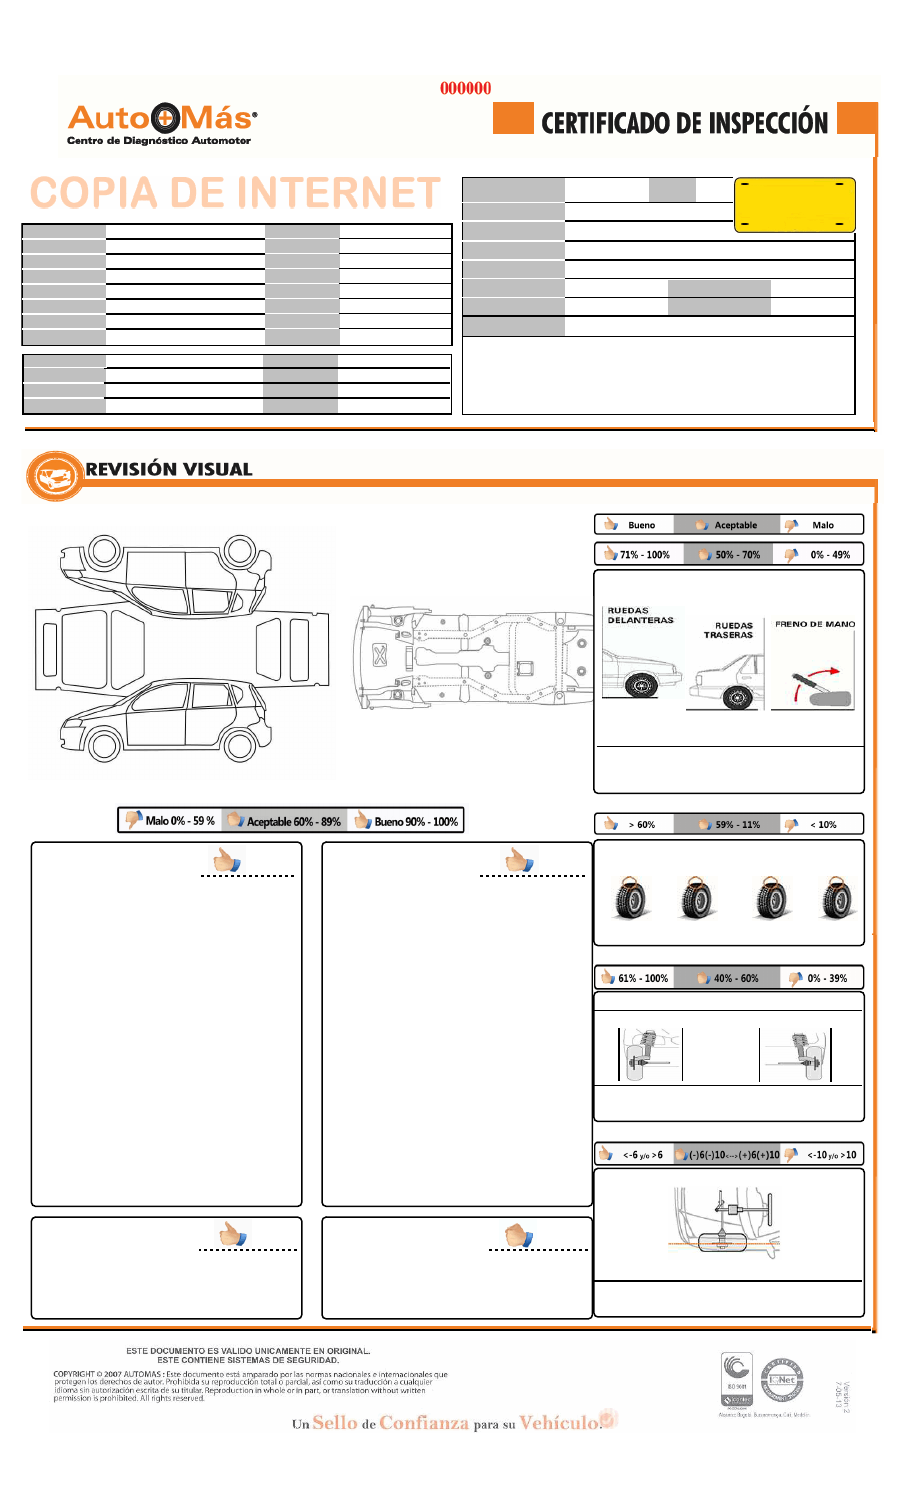 000000
Auto Más®
Centro de Diagnóstico Automotor
CERTIFICADO DE INSPECCIÓN
COPIA DE INTERNET
REVISIÓN VISUAL
Bueno Aceptable Malo
71% - 100% 50% - 70% 0% - 49%
RUEDAS
DELANTERAS
RUEDAS
TRASERAS
FRENO DE MANO
Malo 0% - 59 % Aceptable 60% - 89% Bueno 90% - 100%
> 60% 59% - 11% < 10%
61% - 100% 40% - 60% 0% - 39%
<-6 y/o >6 (-)6(-)10<-->(+)6(+)10 <-10 y/o >10
ESTE DOCUMENTO ES VALIDO UNICAMENTE EN ORIGINAL.
ESTE CONTIENE SISTEMAS DE SEGURIDAD.
COPYRIGHT © 2007 AUTOMAS : Este documento está amparado por las normas nacionales e internacionales que
protegen los derechos de autor. Prohibida su reproducción total o parcial, así como su traducción a cualquier
idioma sin autorización escrita de su titular. Reproduction in whole or in part, or translation without written
permission is prohibited. All rights reserved.
Un Sello de Confianza para su Vehículo.
ISO 9001
icontec
CERTIFIED
IQNet
Versión 2
7-05-13